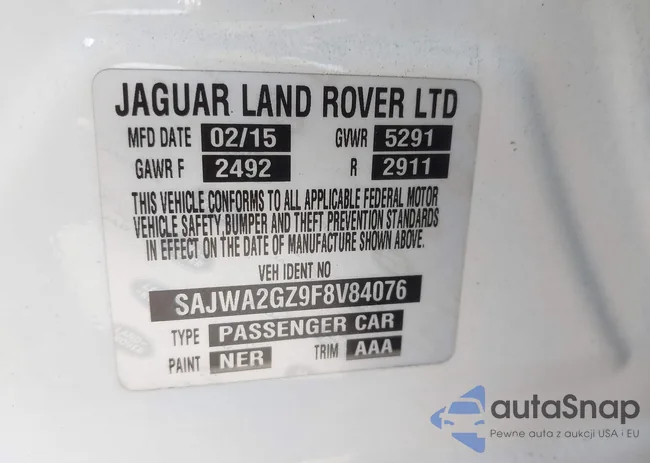 JAGUAR LAND ROVER LTD
MFD DATE 02/15 GVWR 5291
GAWR F 2492 R 2911
THIS VEHICLE CONFORMS TO ALL APPLICABLE FEDERAL MOTOR
VEHICLE SAFETY, BUMPER AND THEFT PREVENTION STANDARDS
IN EFFECT ON THE DATE OF MANUFACTURE SHOWN ABOVE.
VEH IDENT NO
SAJWA2GZ9F8V84076
TYPE PASSENGER CAR
PAINT NER TRIM AAA
autaSnap
Pewne auta z aukcji USA i EU